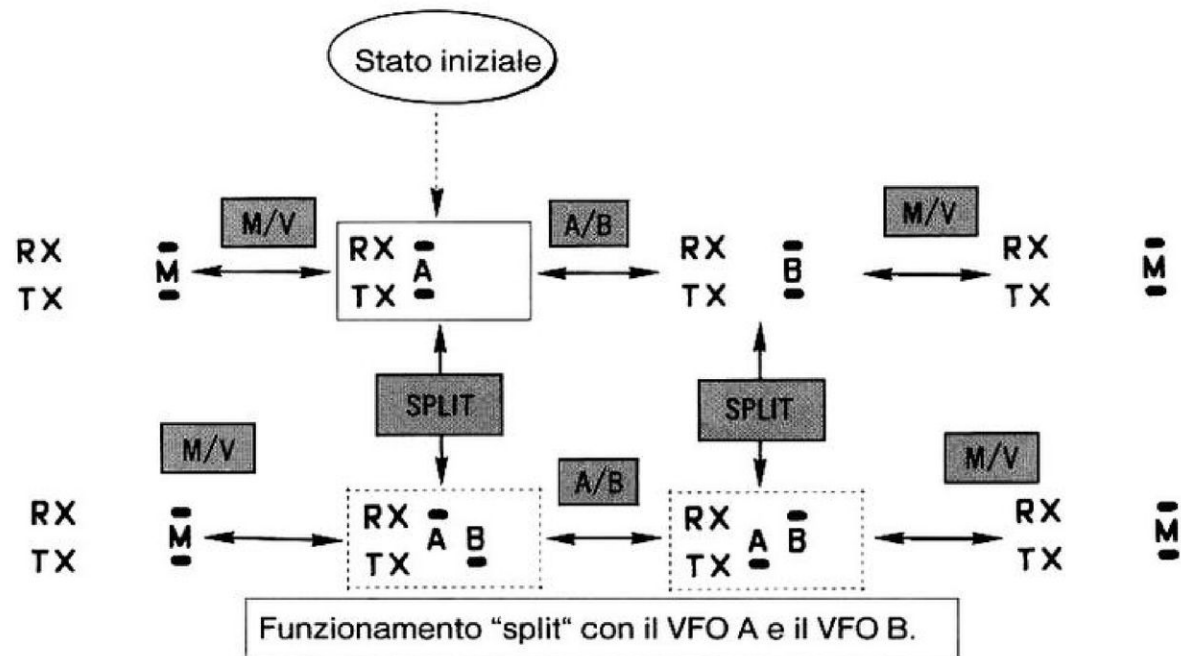 Stato iniziale
M/V A/B M/V
RX A RX B RX
M TX TX M
TX
RX
SPLIT SPLIT
M/V A/B M/V
RX M RX A B RX A B RX M
TX TX TX TX
Funzionamento “split“ con il VFO A e il VFO B.